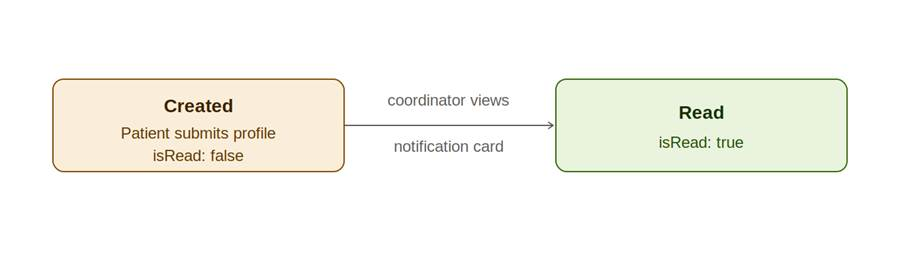 Created
Patient submits profile
isRead: false
coordinator views
notification card
Read
isRead: true